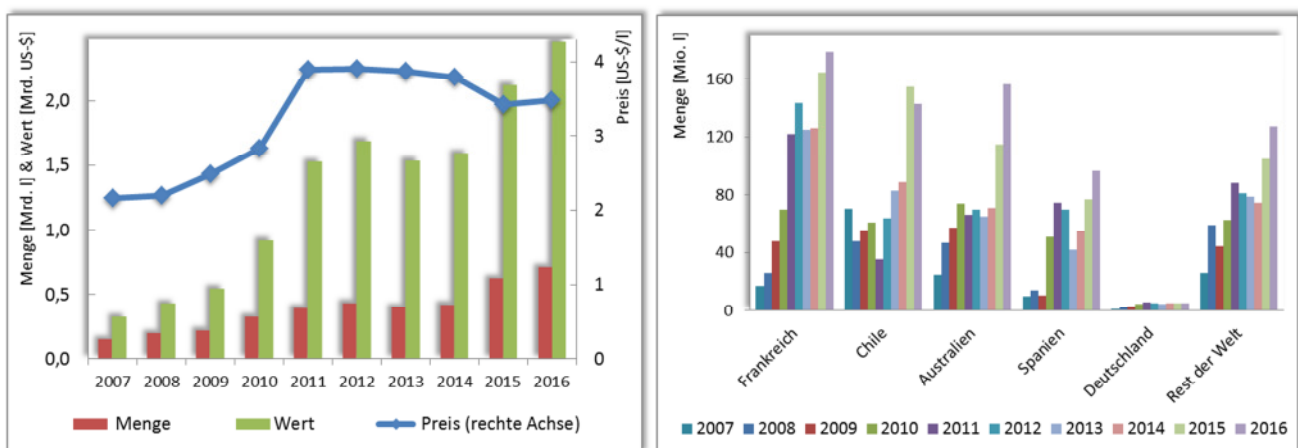 Menge [Mrd. l] & Wert [Mrd. US-$]
2,0
1,5
1,0
0,5
0,0
Preis [US-$/l]
4
3
2
1
0
2007 2008 2009 2010 2011 2012 2013 2014 2015 2016
Menge Wert Preis (rechte Achse)
Menge [Mio. l]
160
120
80
40
0
Frankreich
Chile
Australien
Spanien
Deutschland
Rest der Welt
2007 2008 2009 2010 2011 2012 2013 2014 2015 2016